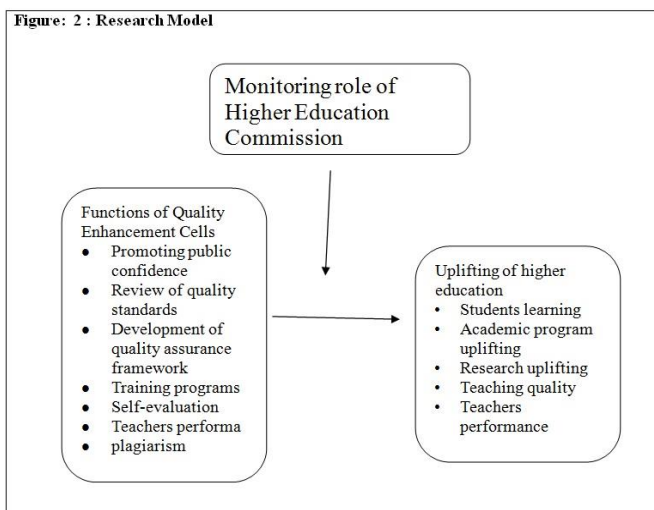 Figure: 2 : Research Model
Monitoring role of
Higher Education
Commission
Functions of Quality
Enhancement Cells
● Promoting public
confidence
● Review of quality
standards
● Development of
quality assurance
framework
● Training programs
● Self-evaluation
● Teachers performa
● plagiarism
Uplifting of higher
education
• Students learning
• Academic program
uplifting
• Research uplifting
• Teaching quality
• Teachers
performance